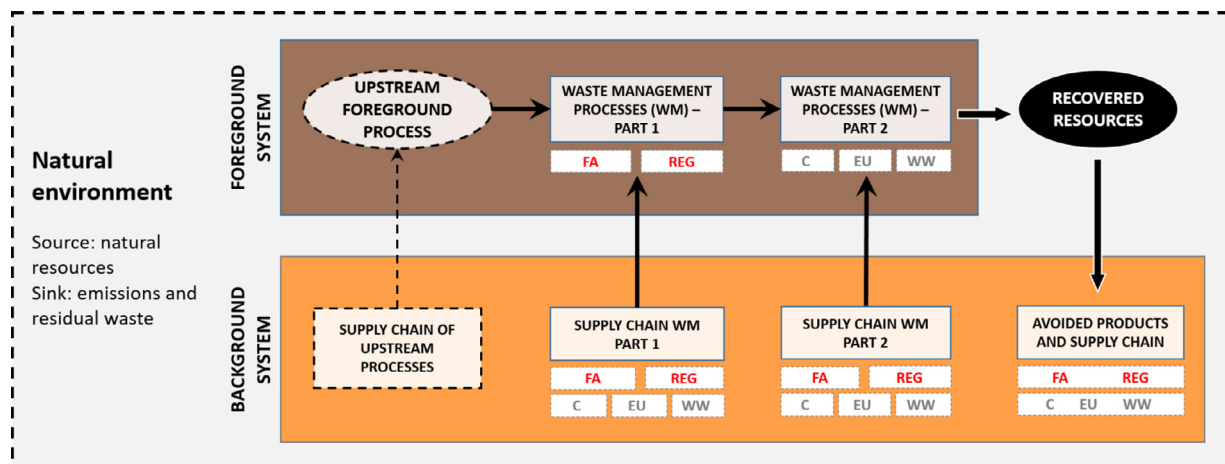 Natural
environment
Source: natural
resources
Sink: emissions and
residual waste
FOREGROUND
SYSTEM
UPSTREAM
FOREGROUND
PROCESS
WASTE MANAGEMENT
PROCESSES (WM) –
PART 1
FA REG
WASTE MANAGEMENT
PROCESSES (WM) –
PART 2
C EU WW
RECOVERED
RESOURCES
BACKGROUND
SYSTEM
SUPPLY CHAIN OF
UPSTREAM
PROCESSES
SUPPLY CHAIN WM
PART 1
FA REG
C EU WW
SUPPLY CHAIN WM
PART 2
FA REG
C EU WW
AVOIDED PRODUCTS
AND SUPPLY CHAIN
FA REG
C EU WW